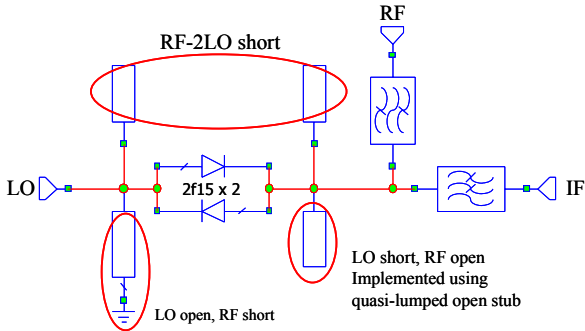 RF
RF-2LO short
LO
2f15 x 2
IF
LO short, RF open
Implemented using
quasi-lumped open stub
LO open, RF short